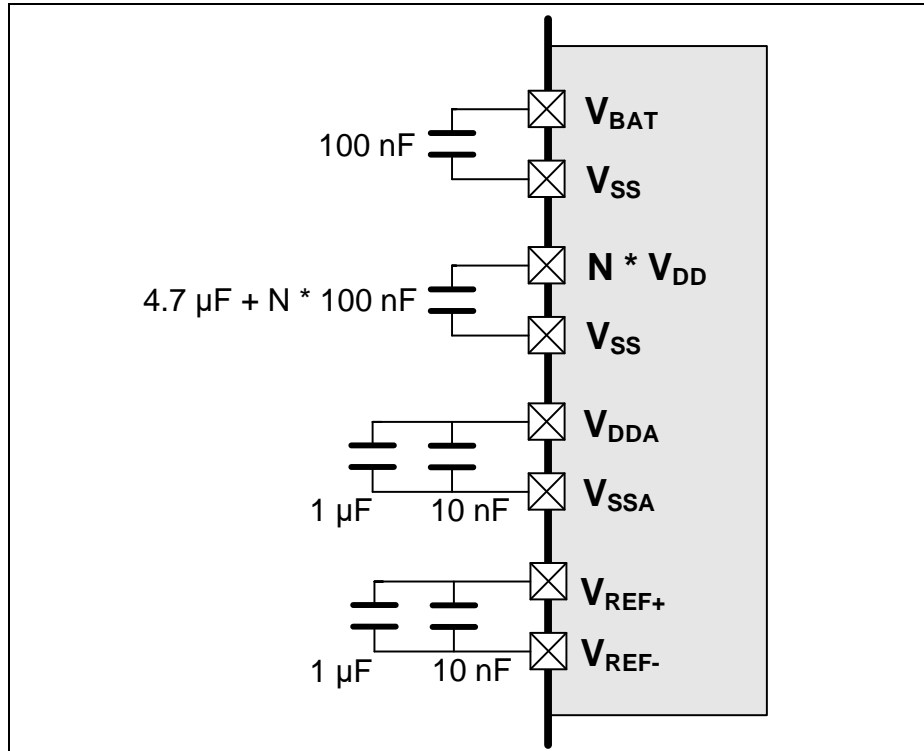 V_BAT
100 nF
V_SS
N * V_DD
4.7 µF + N * 100 nF
V_SS
V_DDA
V_SSA
1 µF 10 nF
V_REF+
V_REF-
1 µF 10 nF